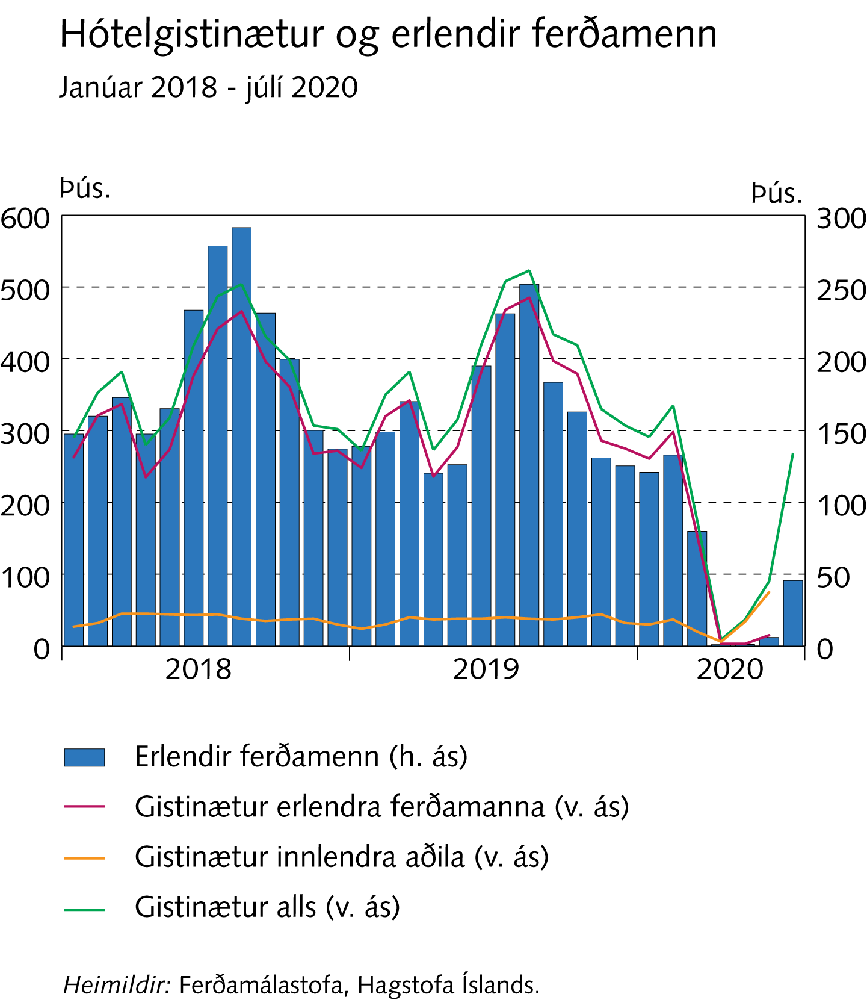 Hótelgistinætur og erlendir ferðamenn
Janúar 2018 - júlí 2020
Þús.
Þús.
600
300
500
250
400
200
300
150
200
100
100
50
0
0
2018
2019
2020
Erlendir ferðamenn (h. ás)
Gistinætur erlendra ferðamanna (v. ás)
Gistinætur innlendra aðila (v. ás)
Gistinætur alls (v. ás)
Heimildir: Ferðamálastofa, Hagstofa Íslands.